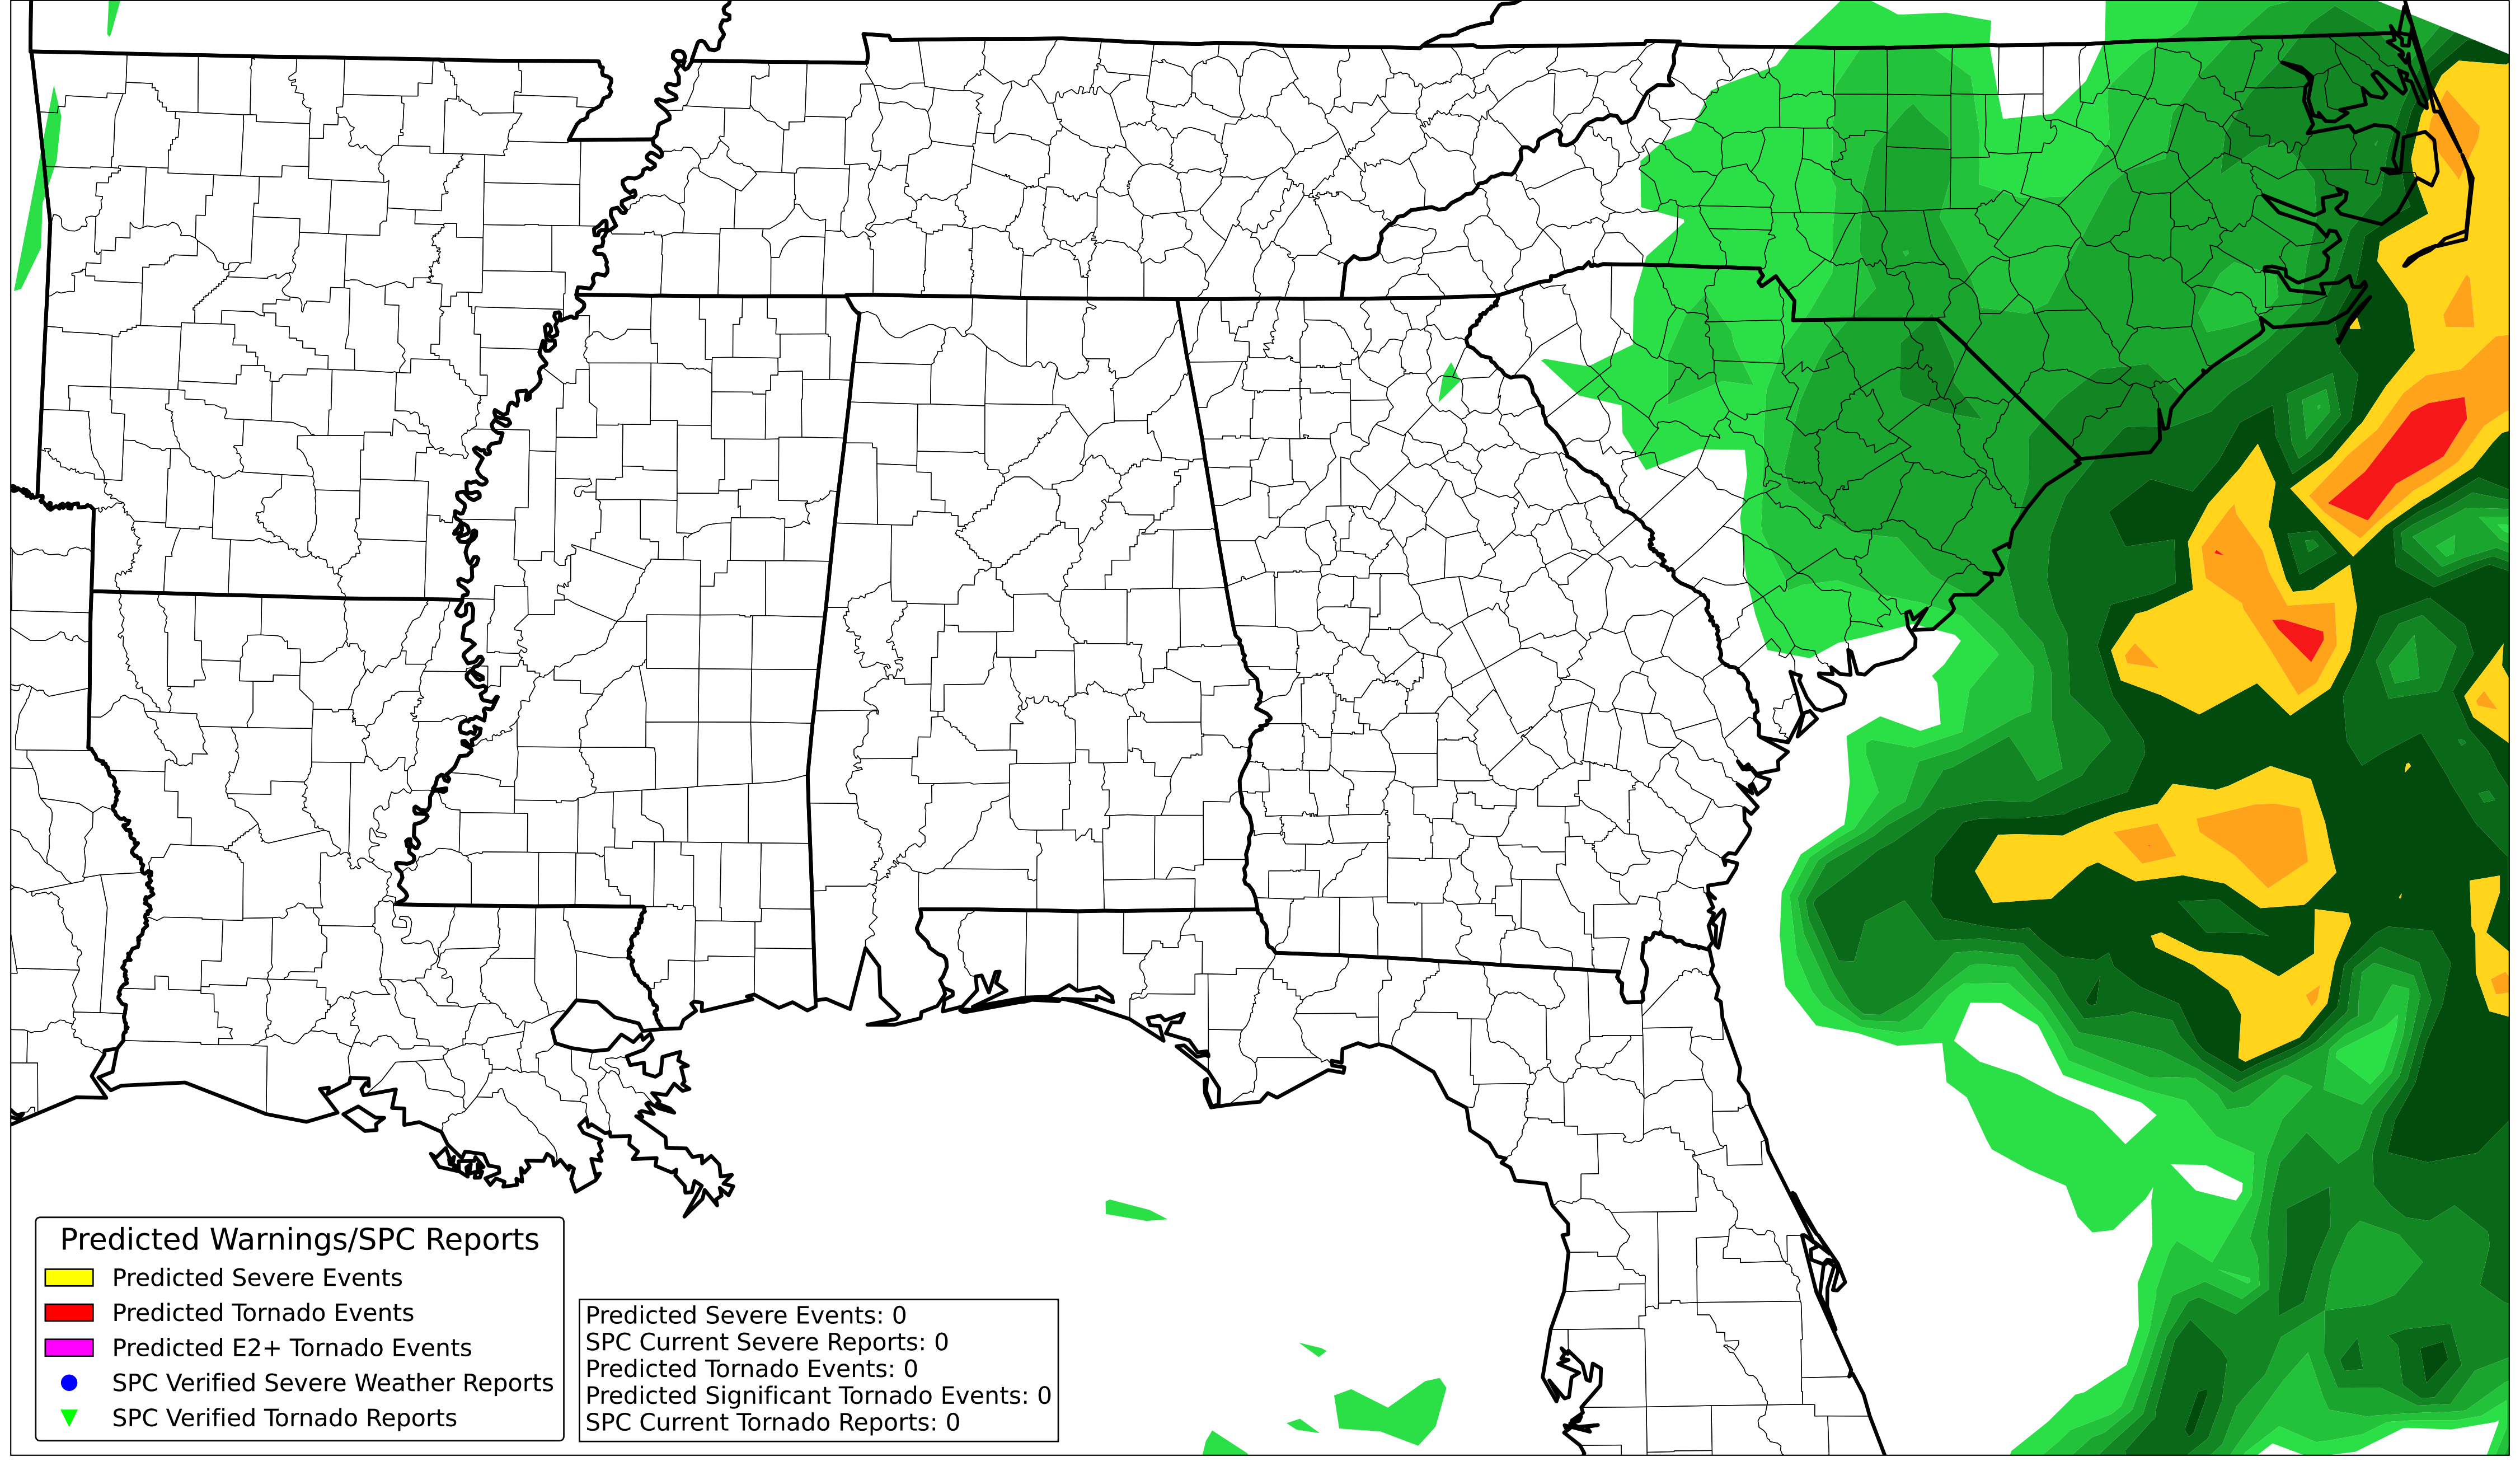 Predicted Warnings/SPC Reports
Predicted Severe Events
Predicted Tornado Events
Predicted E2+ Tornado Events
SPC Verified Severe Weather Reports
SPC Verified Tornado Reports
Predicted Severe Events: 0
SPC Current Severe Reports: 0
Predicted Tornado Events: 0
Predicted Significant Tornado Events: 0
SPC Current Tornado Reports: 0